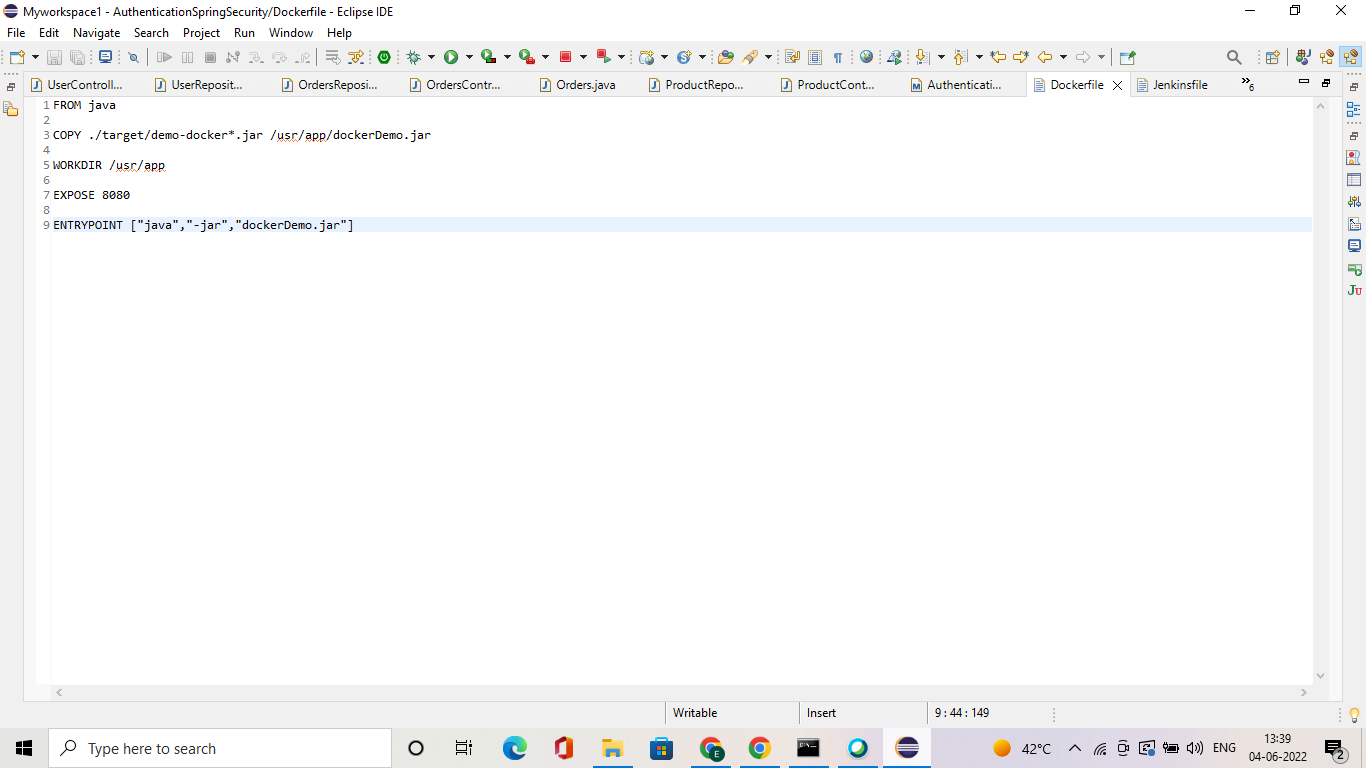 Myworkspace1 - AuthenticationSpringSecurity/Dockerfile - Eclipse IDE
File Edit Navigate Search Project Run Window Help
UserControll... UserReposit... OrdersReposi... OrdersContr... Orders.java ProductRepo... ProductCont... Authenticati... Dockerfile Jenkinsfile »6
1 FROM java
2
3 COPY ./target/demo-docker*.jar /usr/app/dockerDemo.jar
4
5 WORKDIR /usr/app
6
7 EXPOSE 8080
8
9 ENTRYPOINT ["java","-jar","dockerDemo.jar"]
Writable Insert 9 : 44 : 149
Type here to search
42°C ENG 13:39
04-06-2022 2